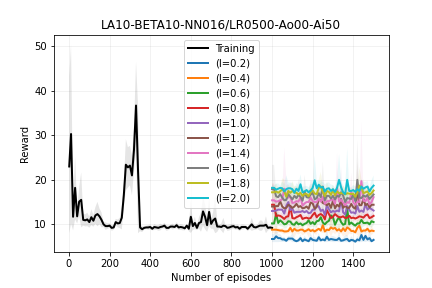 LA10-BETA10-NN016/LR0500-Ao00-Ai50
50
40
30
20
10
Reward
Training
(l=0.2)
(l=0.4)
(l=0.6)
(l=0.8)
(l=1.0)
(l=1.2)
(l=1.4)
(l=1.6)
(l=1.8)
(l=2.0)
0 200 400 600 800 1000 1200 1400
Number of episodes